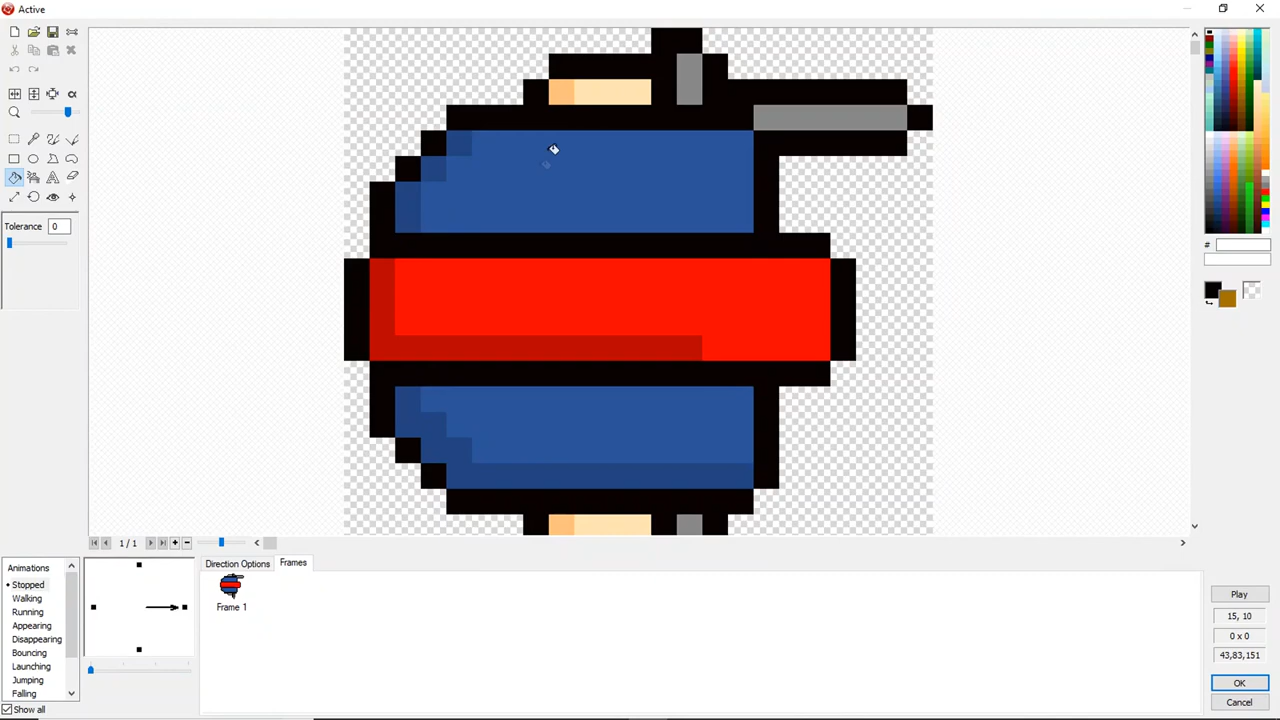 Active
Tolerance 0
#
1 / 1
Animations
Stopped
Walking
Running
Appearing
Disappearing
Bouncing
Launching
Jumping
Falling
Show all
Direction Options Frames
Frame 1
Play
15, 10
0 x 0
43,83,151
OK
Cancel